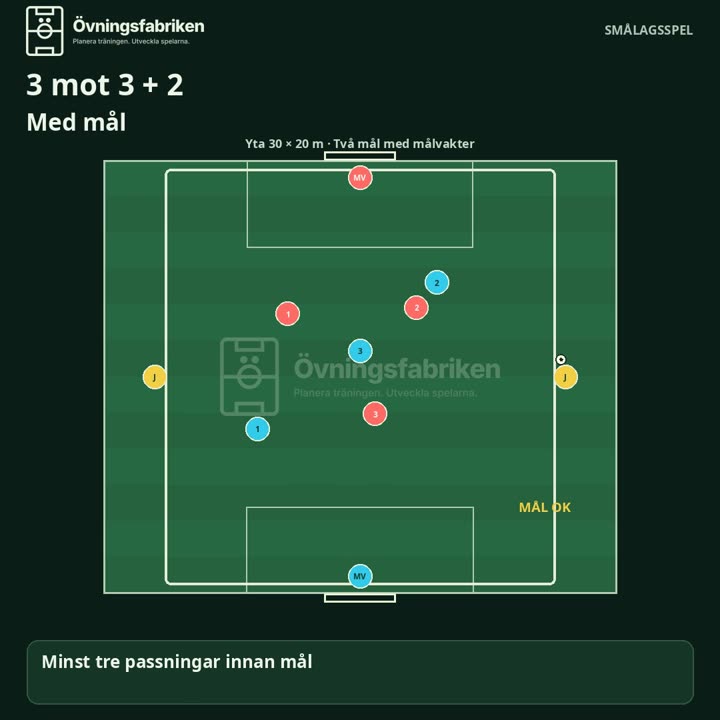 Övningsfabriken
Planera träningen. Utveckla spelarna.
SMÅLAGSSPEL
3 mot 3 + 2
Med mål
Yta 30 × 20 m · Två mål med målvakter
MV
2
1
2
3
Övningsfabriken
Planera träningen. Utveckla spelarna.
J
J
3
1
MÅL OK
MV
Minst tre passningar innan mål